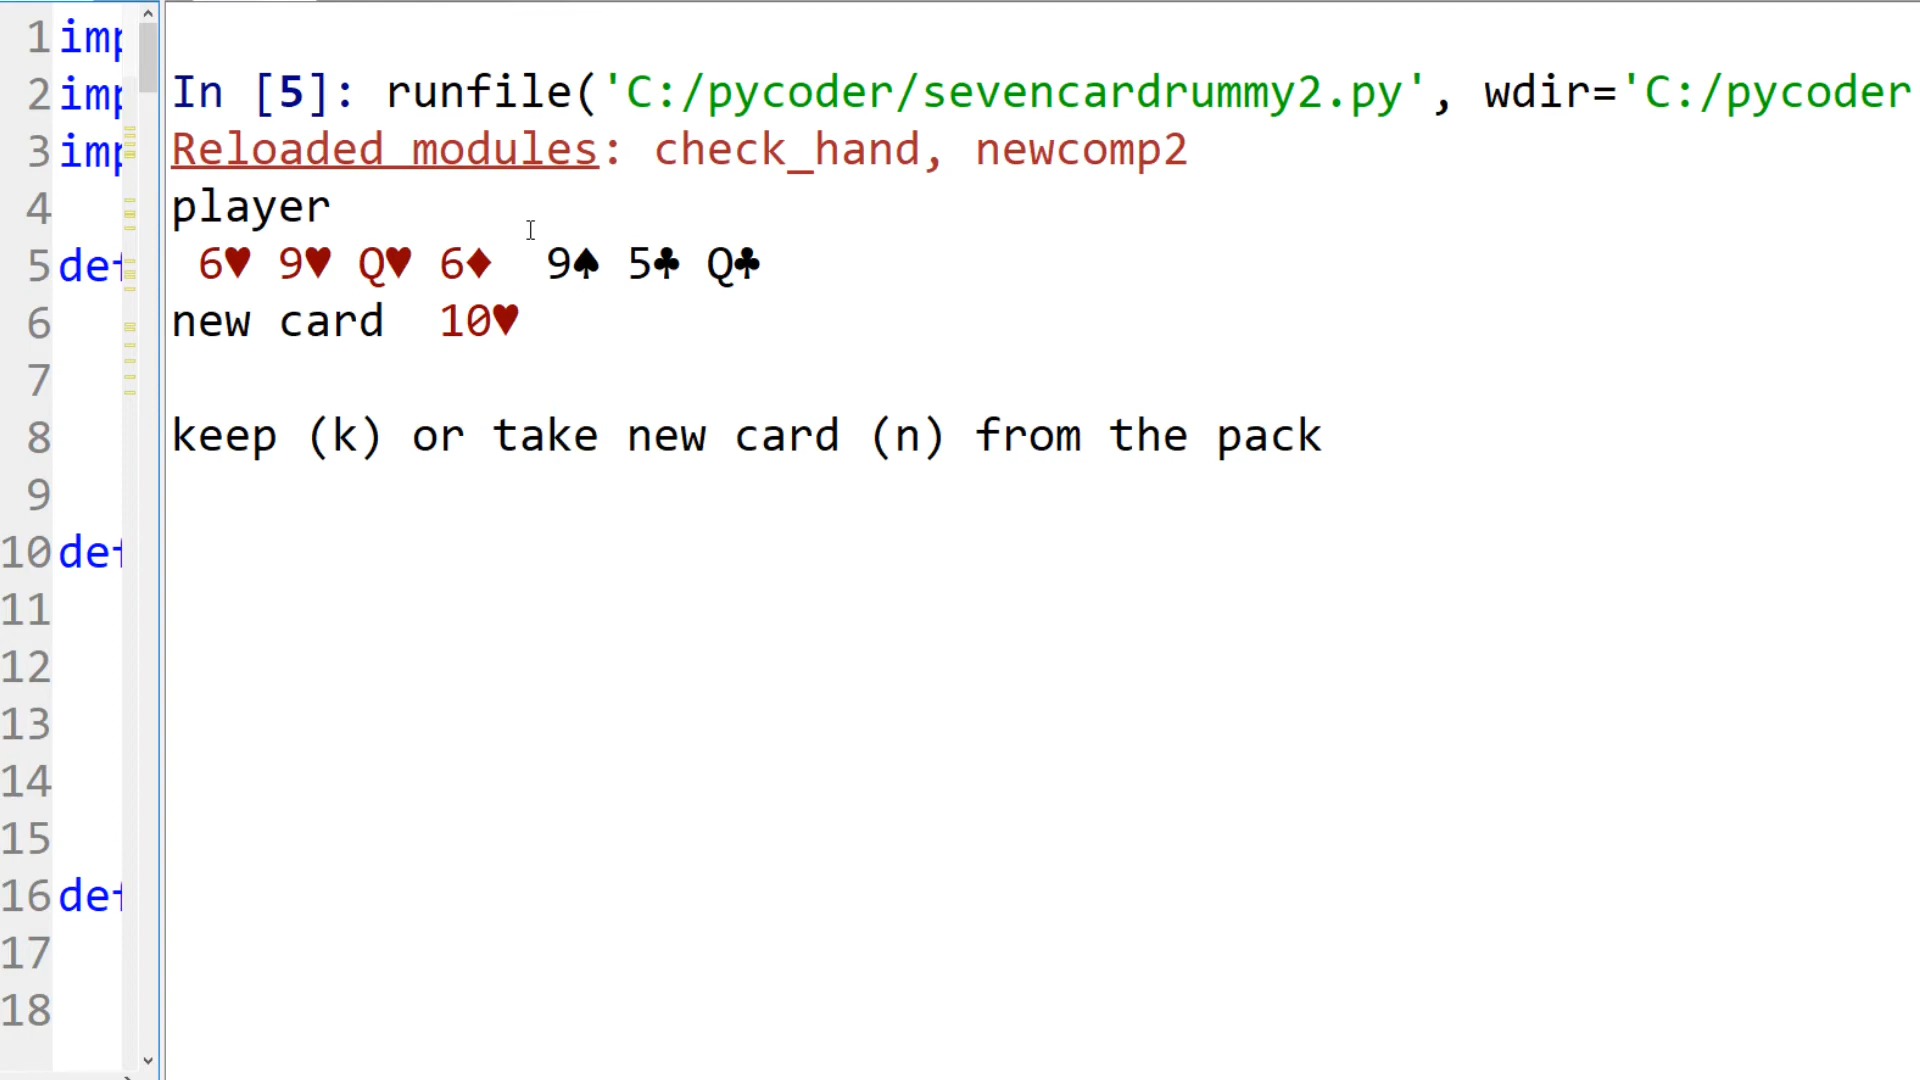 1 imp
2 imp
3 imp
4
5 def
6
7
8
9
10 def
11
12
13
14
15
16 def
17
18
In [5]: runfile('C:/pycoder/sevencardrummy2.py', wdir='C:/pycoder
Reloaded modules: check_hand, newcomp2
player
6♥ 9♥ Q♥ 6♦ 9♠ 5♣ Q♣
new card 10♥
keep (k) or take new card (n) from the pack